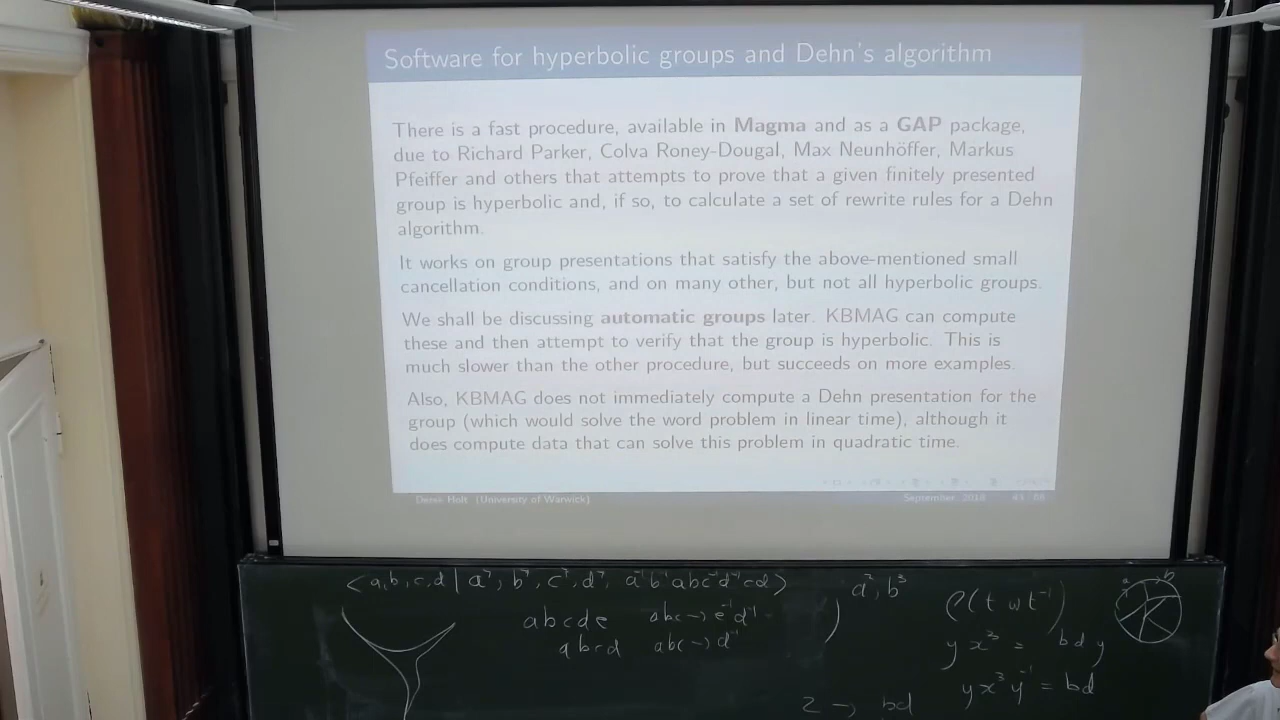 Software for hyperbolic groups and Dehn's algorithm
There is a fast procedure, available in Magma and as a GAP package,
due to Richard Parker, Colva Roney-Dougal, Max Neunhöffer, Markus
Pfeiffer and others that attempts to prove that a given finitely presented
group is hyperbolic and, if so, to calculate a set of rewrite rules for a Dehn
algorithm.
It works on group presentations that satisfy the above-mentioned small
cancellation conditions, and on many other, but not all hyperbolic groups.
We shall be discussing automatic groups later. KBMAG can compute
these and then attempt to verify that the group is hyperbolic. This is
much slower than the other procedure, but succeeds on more examples.
Also, KBMAG does not immediately compute a Dehn presentation for the
group (which would solve the word problem in linear time), although it
does compute data that can solve this problem in quadratic time.
Derek Holt (University of Warwick) September, 2018
⟨a,b,c,d | a⁷, b⁷, c⁷, d⁷, a⁻¹b⁻¹abc⁻¹d⁻¹cd⟩ b³
abcde abc→e⁻¹d⁻¹
abcd abc→d⁻¹
ρ(t w t⁻¹)
y x³ = bdy
y x³ y⁻¹ = bd
2 → bd
a b